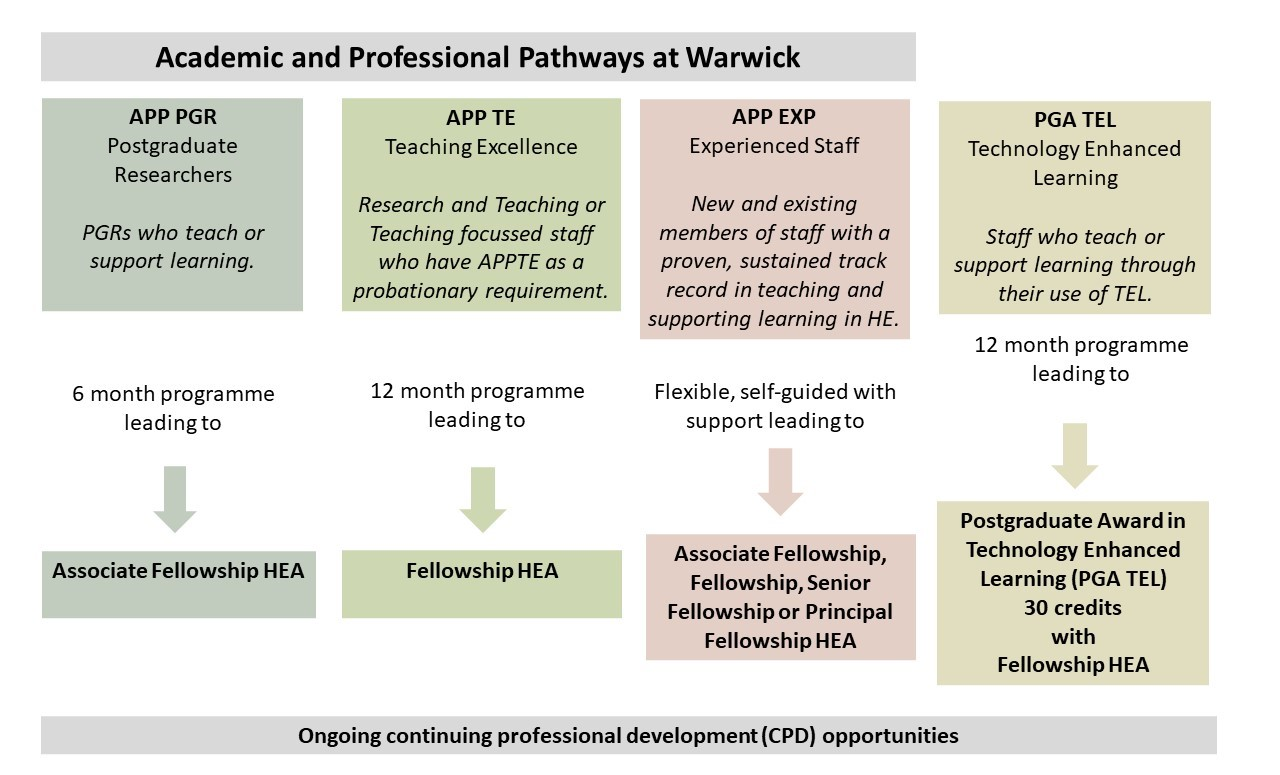 Academic and Professional Pathways at Warwick
APP PGR
Postgraduate
Researchers
PGRs who teach or
support learning.
6 month programme
leading to
Associate Fellowship HEA
APP TE
Teaching Excellence
Research and Teaching or
Teaching focussed staff
who have APPTE as a
probationary requirement.
12 month programme
leading to
Fellowship HEA
APP EXP
Experienced Staff
New and existing
members of staff with a
proven, sustained track
record in teaching and
supporting learning in HE.
Flexible, self-guided with
support leading to
Associate Fellowship,
Fellowship, Senior
Fellowship or Principal
Fellowship HEA
PGA TEL
Technology Enhanced
Learning
Staff who teach or
support learning through
their use of TEL.
12 month programme
leading to
Postgraduate Award in
Technology Enhanced
Learning (PGA TEL)
30 credits
with
Fellowship HEA
Ongoing continuing professional development (CPD) opportunities